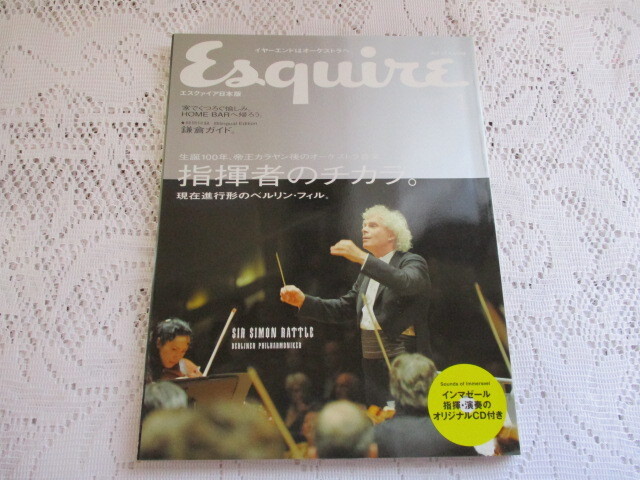 イヤーエンドはオーケストラへ
Esquire
エスクァイア日本版
家でくつろぐ愉しみ。
HOME BARへ帰ろう。
鎌倉ガイド。
生誕100年、帝王カラヤン後のオーケストラ
指揮者のチカラ。
現在進行形のベルリン・フィル。
SIR SIMON RATTLE
BERLINER PHILHARMONIKER
Sounds of Immerseel
インマゼール
指揮・演奏の
オリジナルCD付き